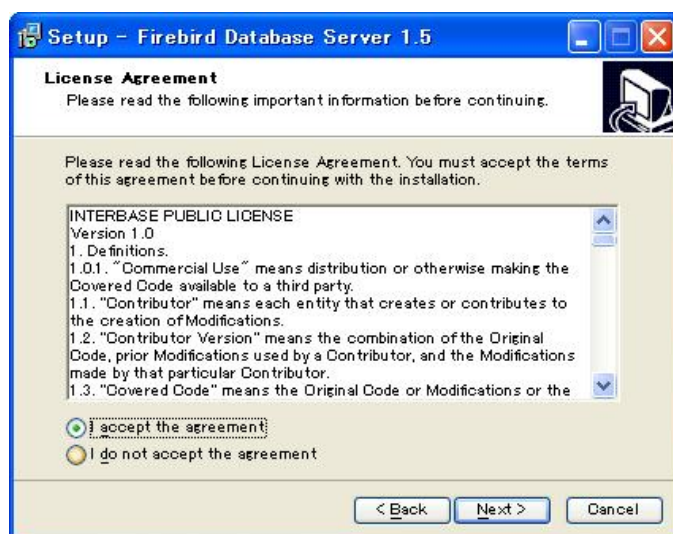 Setup - Firebird Database Server 1.5
License Agreement
Please read the following important information before continuing.
Please read the following License Agreement. You must accept the terms
of this agreement before continuing with the installation.
INTERBASE PUBLIC LICENSE
Version 1.0
1. Definitions.
1.0.1. "Commercial Use" means distribution or otherwise making the
Covered Code available to a third party.
1.1. "Contributor" means each entity that creates or contributes to
the creation of Modifications.
1.2. "Contributor Version" means the combination of the Original
Code, prior Modifications used by a Contributor, and the Modifications
made by that particular Contributor.
1.3. "Covered Code" means the Original Code or Modifications or the
I accept the agreement
I do not accept the agreement
< Back Next > Cancel